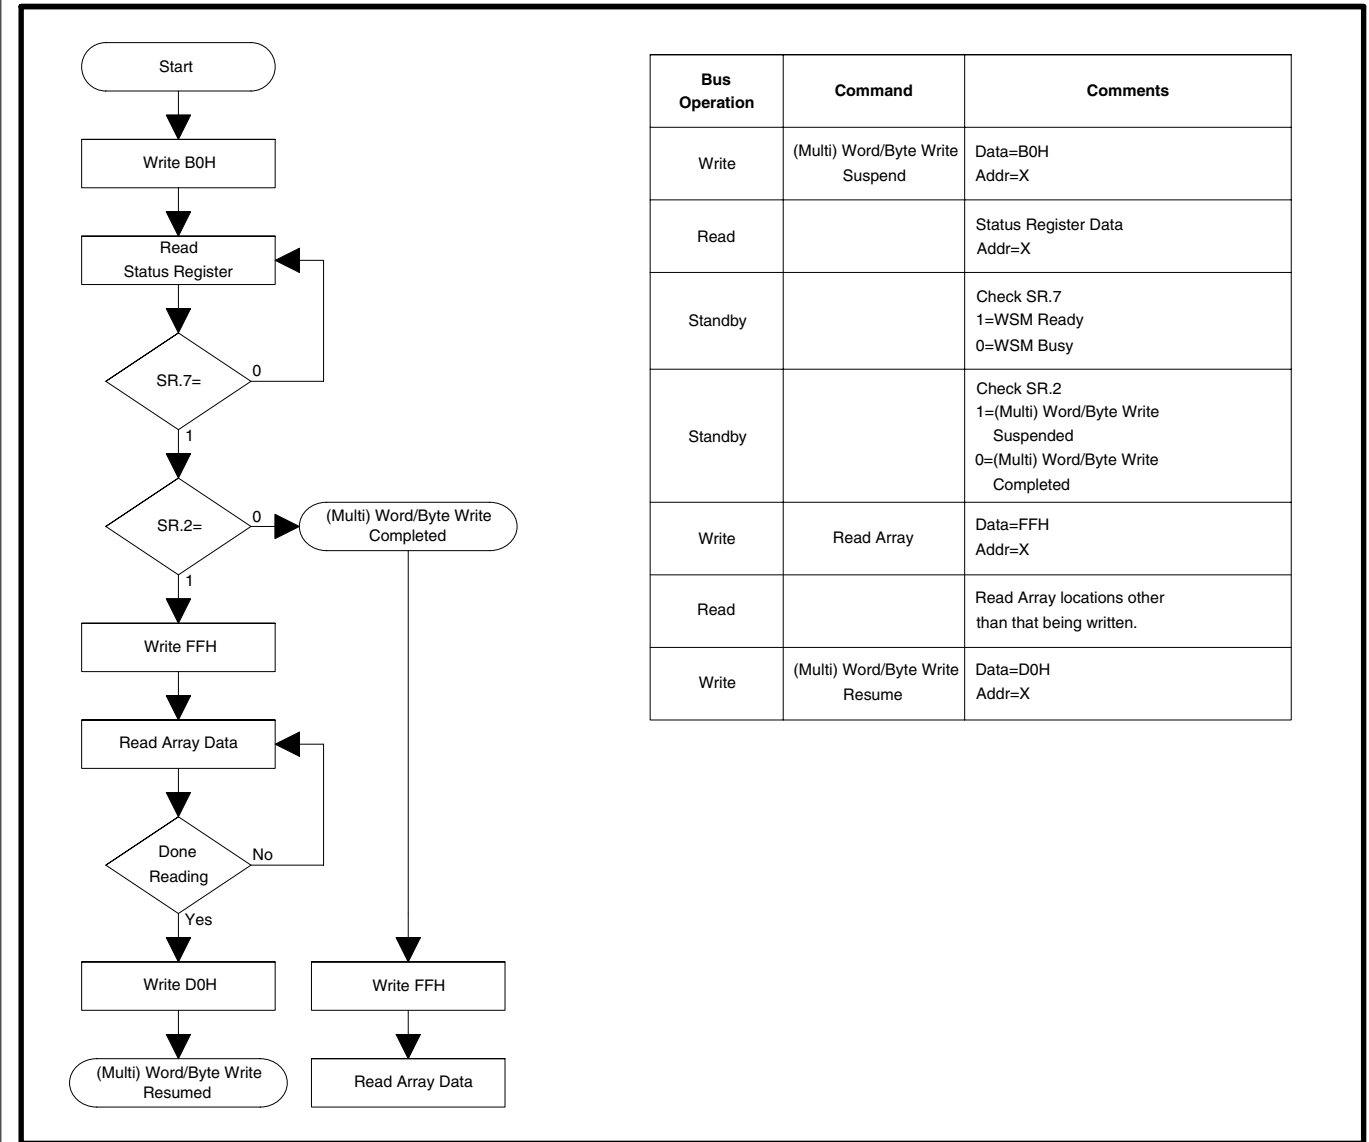 Start
Write B0H
Read
Status Register
SR.7=
0
1
SR.2=
0
(Multi) Word/Byte Write
Completed
1
Write FFH
Read Array Data
Done
Reading
No
Yes
Write D0H
(Multi) Word/Byte Write
Resumed
Write FFH
Read Array Data
Bus
Operation
Command
Comments
Write
(Multi) Word/Byte Write
Suspend
Data=B0H
Addr=X
Read
Status Register Data
Addr=X
Standby
Check SR.7
1=WSM Ready
0=WSM Busy
Standby
Check SR.2
1=(Multi) Word/Byte Write
Suspended
0=(Multi) Word/Byte Write
Completed
Write
Read Array
Data=FFH
Addr=X
Read
Read Array locations other
than that being written.
Write
(Multi) Word/Byte Write
Resume
Data=D0H
Addr=X